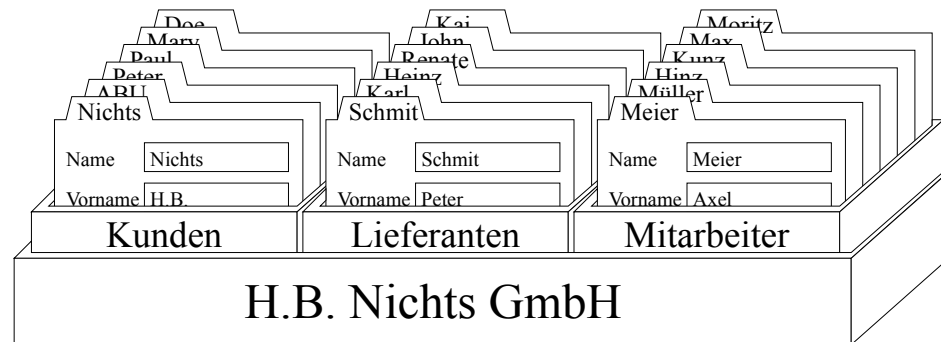 Doe Kai Moritz
Mary John Max
Paul Renate Kunz
Peter Heinz Hinz
ABU Karl Müller
Nichts Schmit Meier
Name Nichts Name Schmit Name Meier
Vorname H.B. Vorname Peter Vorname Axel
Kunden Lieferanten Mitarbeiter
H.B. Nichts GmbH